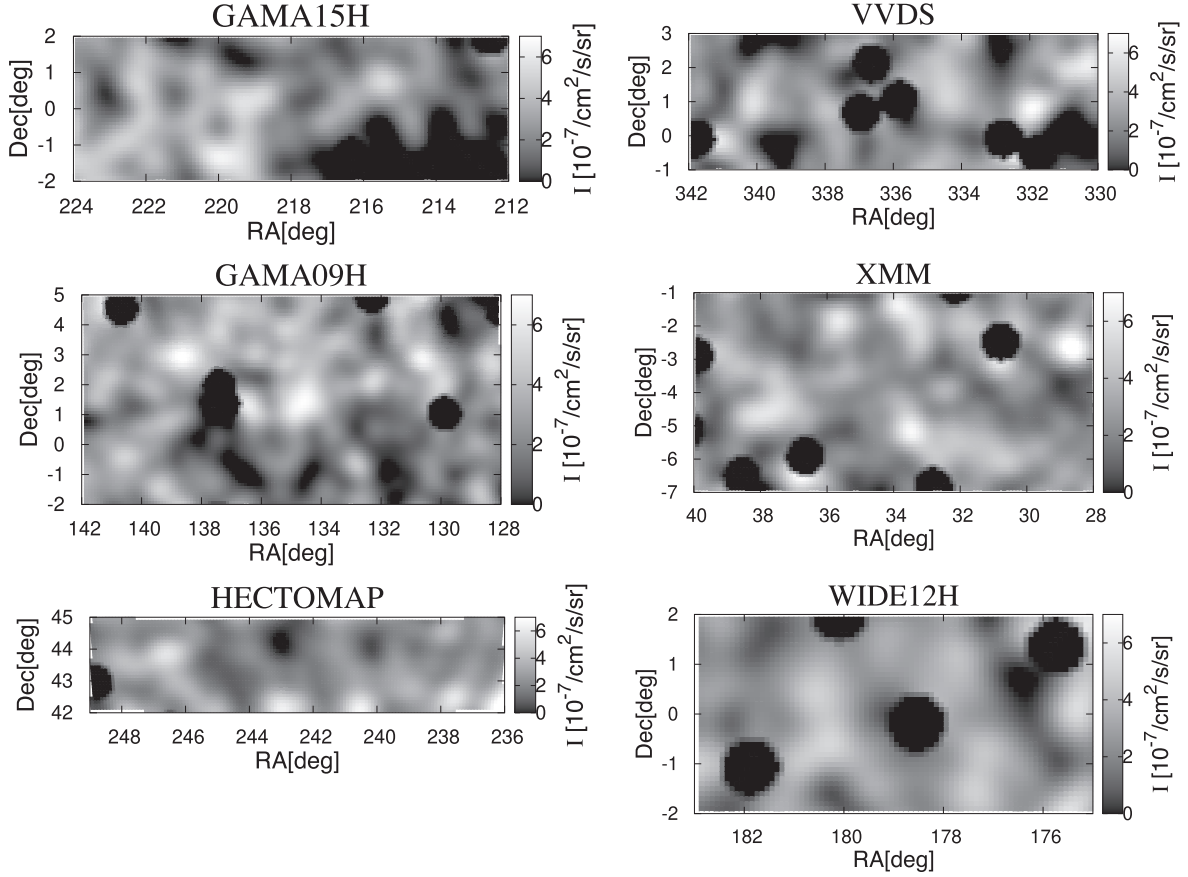 GAMA15H
2
1
0
-1
-2
Dec[deg]
224 222 220 218 216 214 212
RA[deg]
6
4
2
0
I [10⁻⁷/cm²/s/sr]
VVDS
3
2
1
0
-1
Dec[deg]
342 340 338 336 334 332 330
RA[deg]
6
4
2
0
I [10⁻⁷/cm²/s/sr]
GAMA09H
5
4
3
2
1
0
-1
-2
Dec[deg]
142 140 138 136 134 132 130 128
RA[deg]
6
4
2
0
I [10⁻⁷/cm²/s/sr]
XMM
-1
-2
-3
-4
-5
-6
-7
Dec[deg]
40 38 36 34 32 30 28
RA[deg]
6
4
2
0
I [10⁻⁷/cm²/s/sr]
HECTOMAP
45
44
43
42
Dec[deg]
248 246 244 242 240 238 236
RA[deg]
6
4
2
0
I [10⁻⁷/cm²/s/sr]
WIDE12H
2
1
0
-1
-2
Dec[deg]
182 180 178 176
RA[deg]
6
4
2
0
I [10⁻⁷/cm²/s/sr]